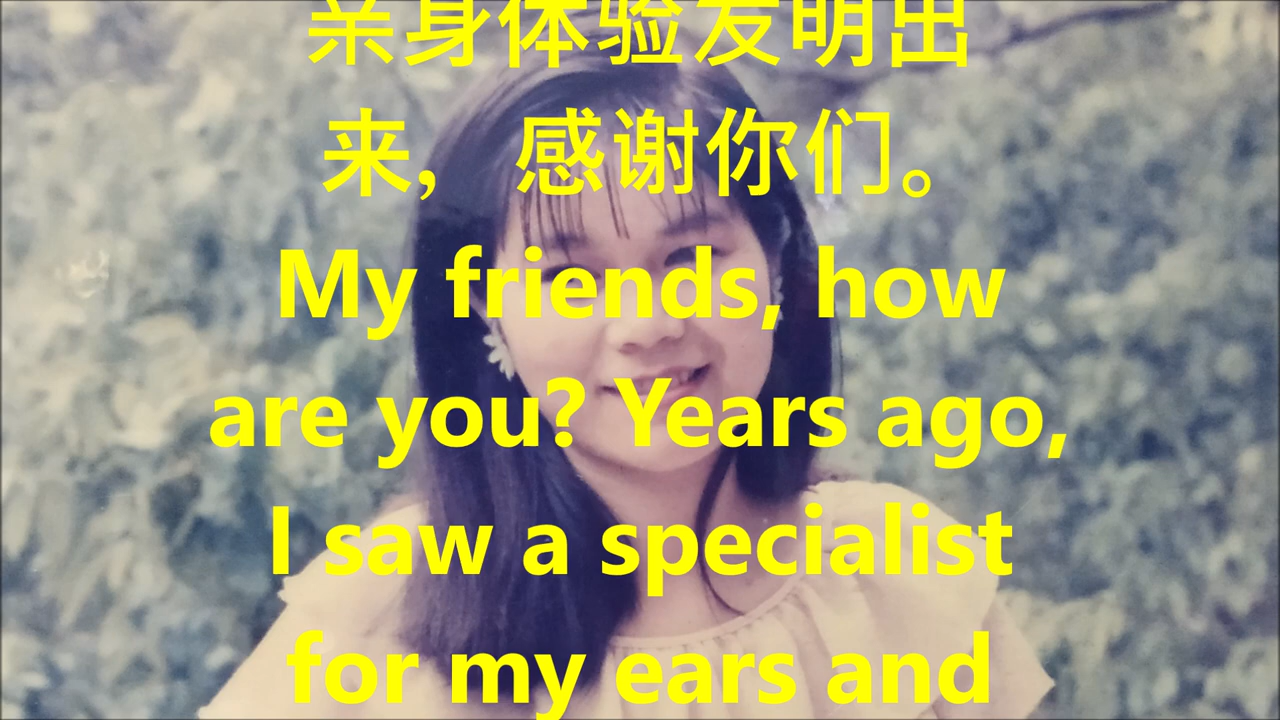 亲身体验发明出
来，感谢你们。
My friends, how
are you? Years ago,
I saw a specialist
for my ears and